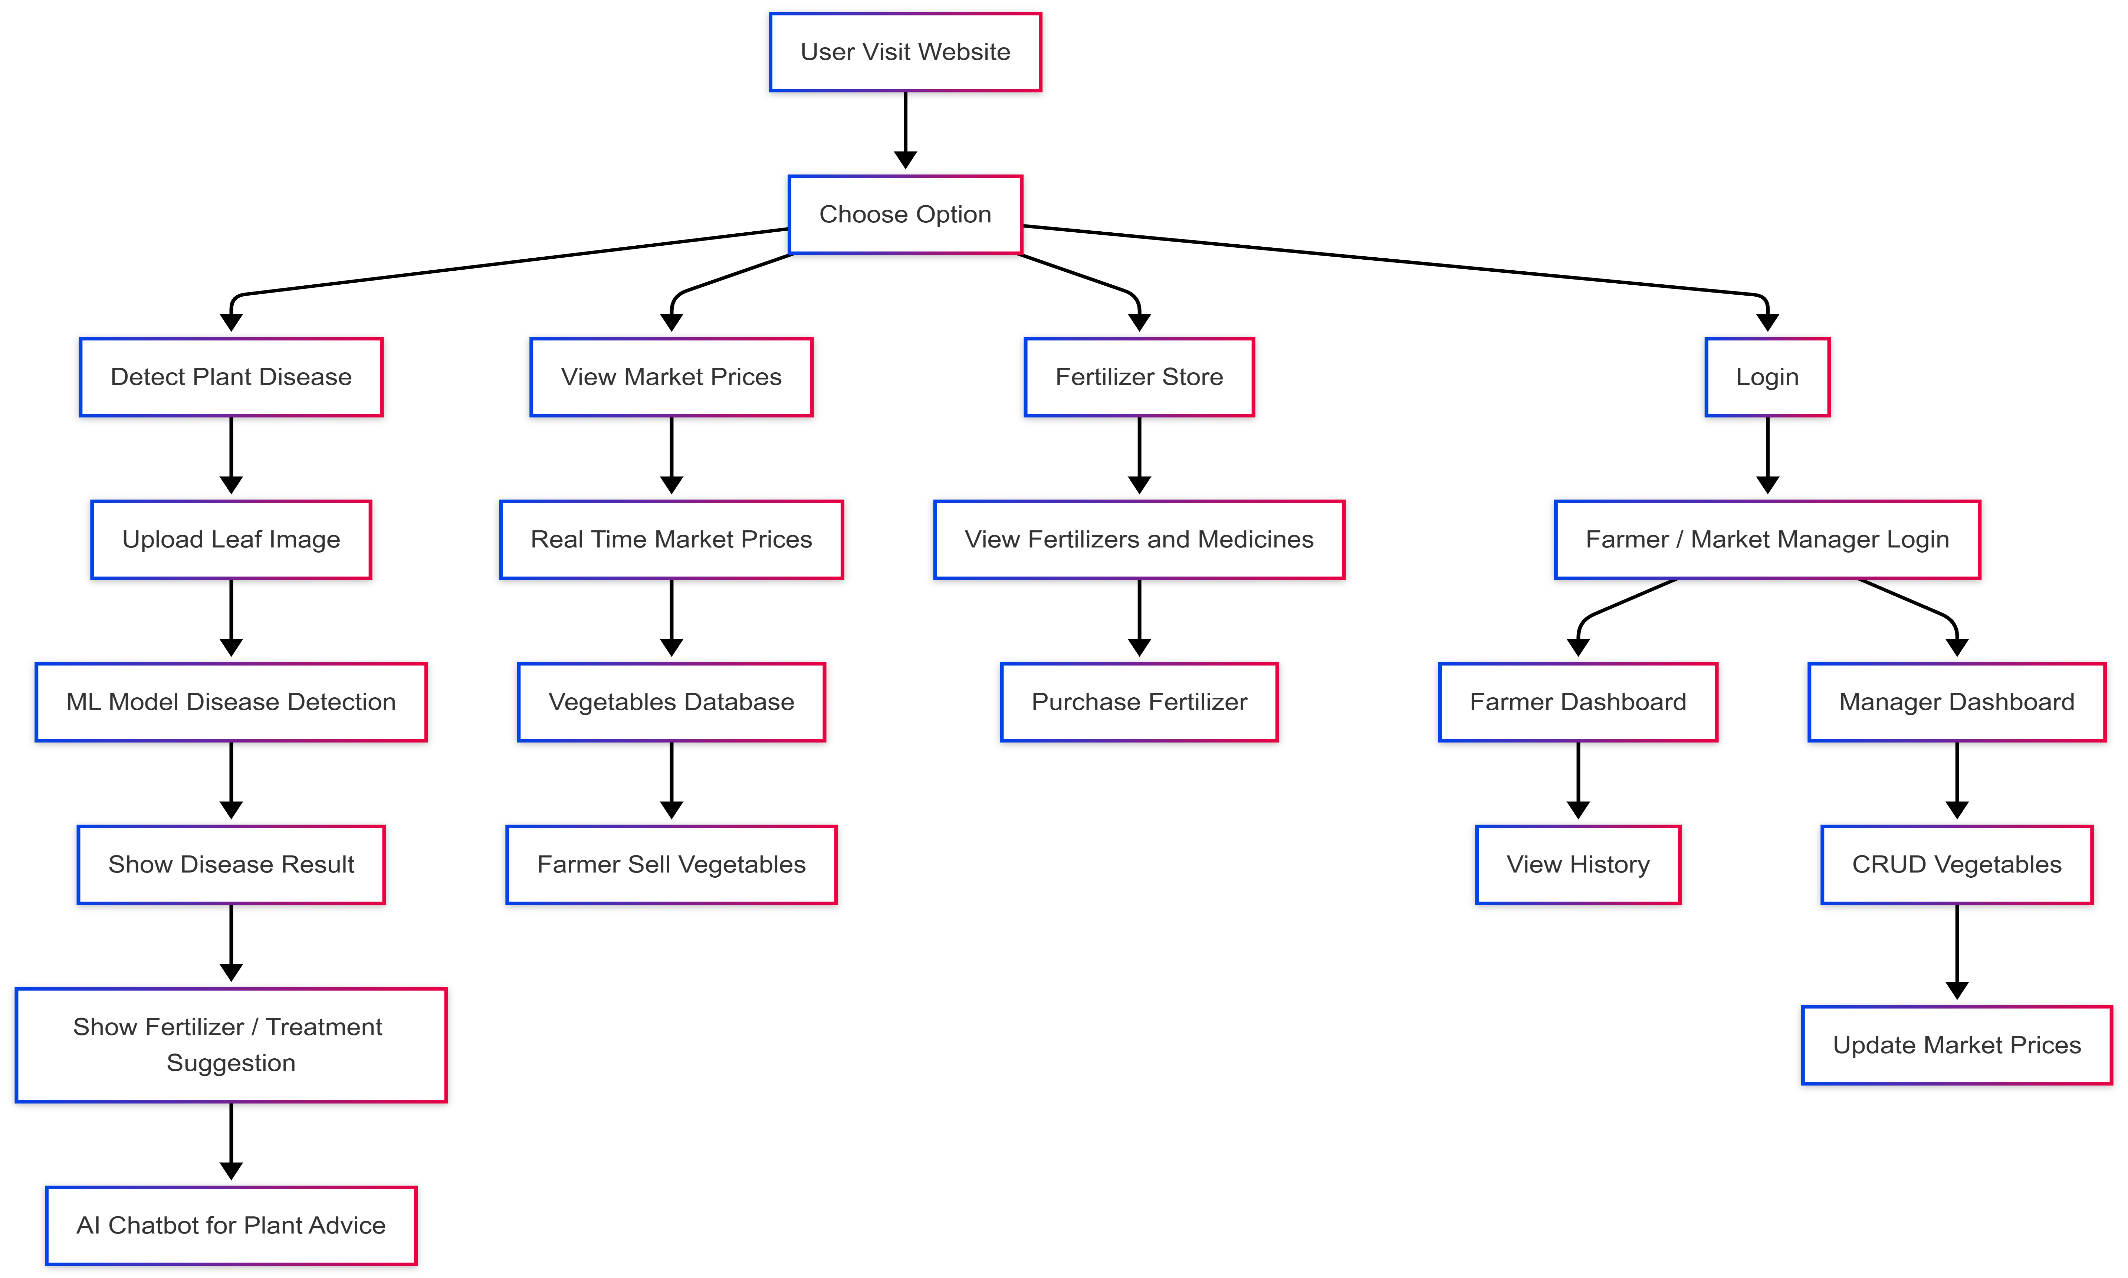 User Visit Website
Choose Option
Detect Plant Disease
View Market Prices
Fertilizer Store
Login
Upload Leaf Image
Real Time Market Prices
View Fertilizers and Medicines
Farmer / Market Manager Login
ML Model Disease Detection
Vegetables Database
Purchase Fertilizer
Farmer Dashboard
Manager Dashboard
Show Disease Result
Farmer Sell Vegetables
View History
CRUD Vegetables
Show Fertilizer / Treatment
Suggestion
Update Market Prices
AI Chatbot for Plant Advice